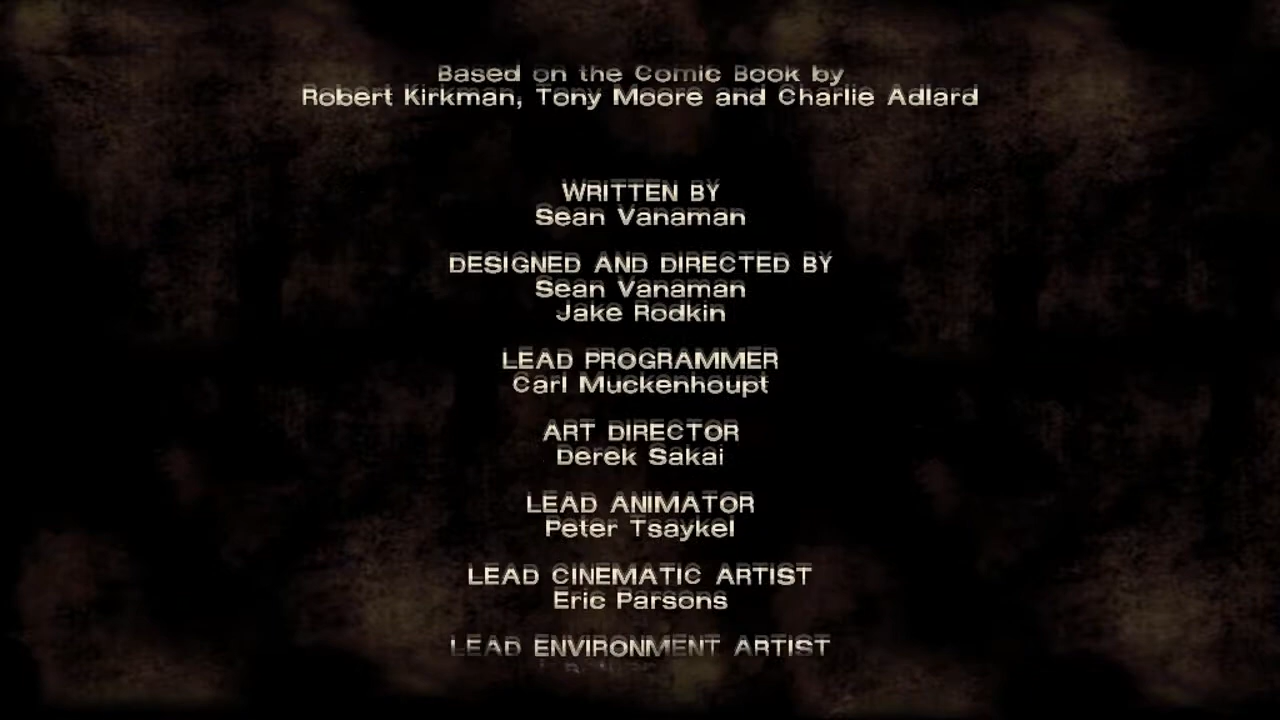 Based on the Comic Book by
Robert Kirkman, Tony Moore and Charlie Adlard
WRITTEN BY
Sean Vanaman
DESIGNED AND DIRECTED BY
Sean Vanaman
Jake Rodkin
LEAD PROGRAMMER
Carl Muckenhoupt
ART DIRECTOR
Derek Sakai
LEAD ANIMATOR
Peter Tsaykel
LEAD CINEMATIC ARTIST
Eric Parsons
LEAD ENVIRONMENT ARTIST